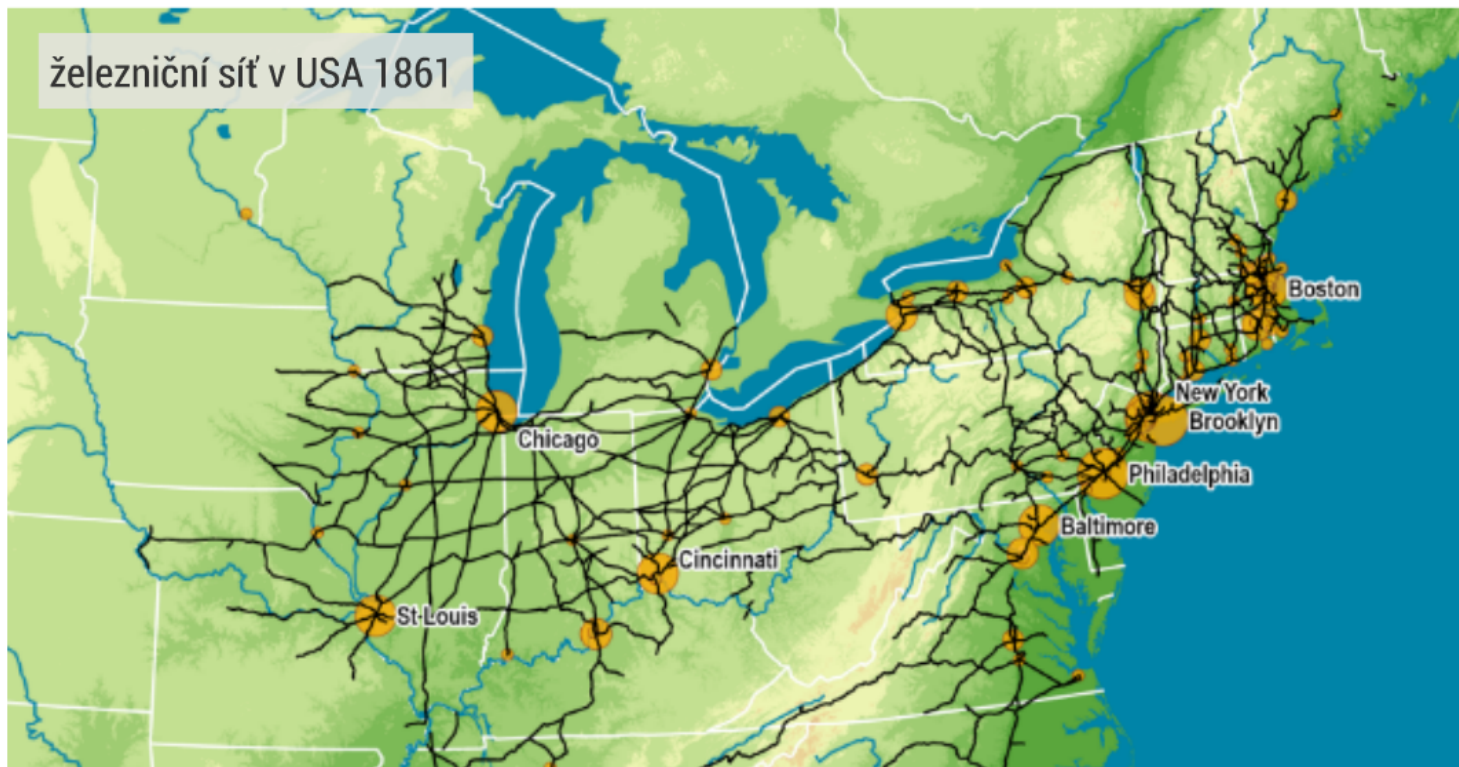 železniční síť v USA 1861
Boston
New York
Brooklyn
Chicago
Philadelphia
Baltimore
Cincinnati
St Louis